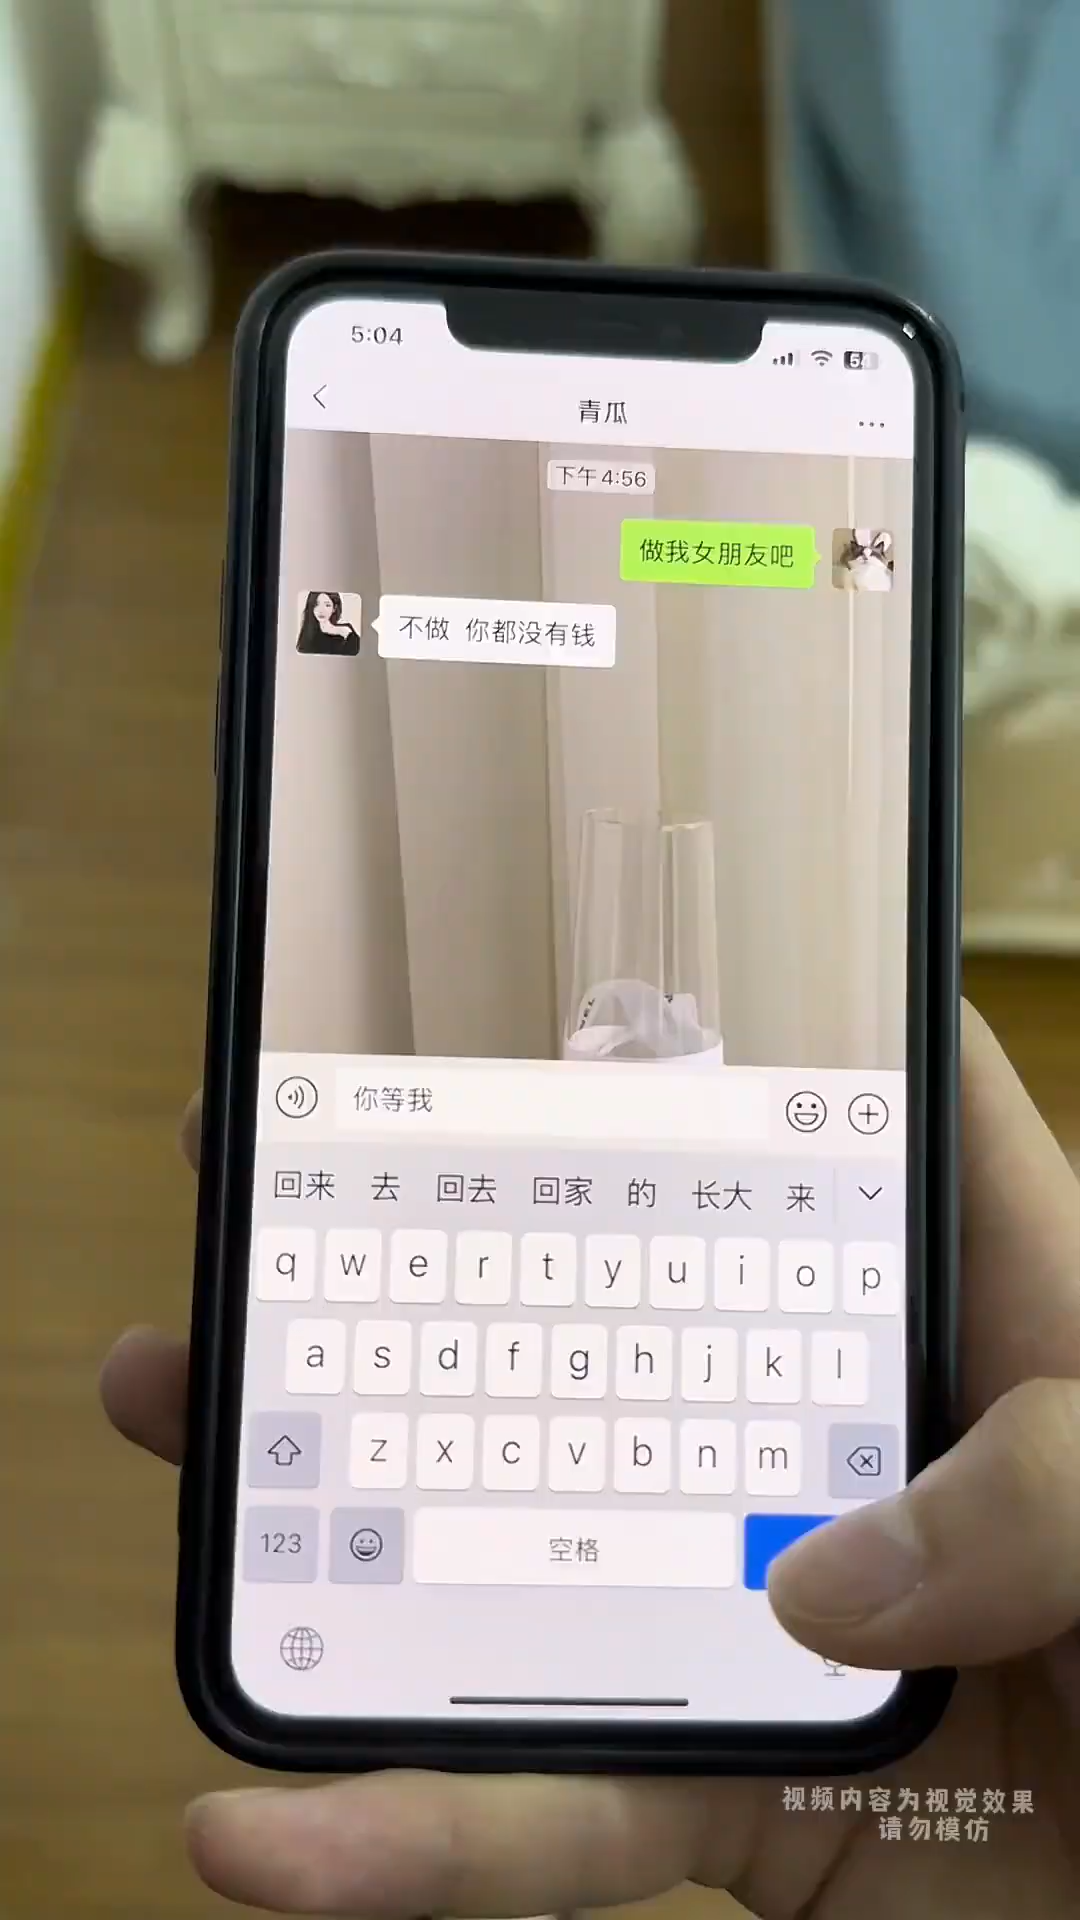 5:04
54
青瓜
下午4:56
做我女朋友吧
不做 你都没有钱
你等我
回来 去 回去 回家 的 长大 来
q w e r t y u i o p
a s d f g h j k l
z x c v b n m
123 空格
视频内容为视觉效果
请勿模仿